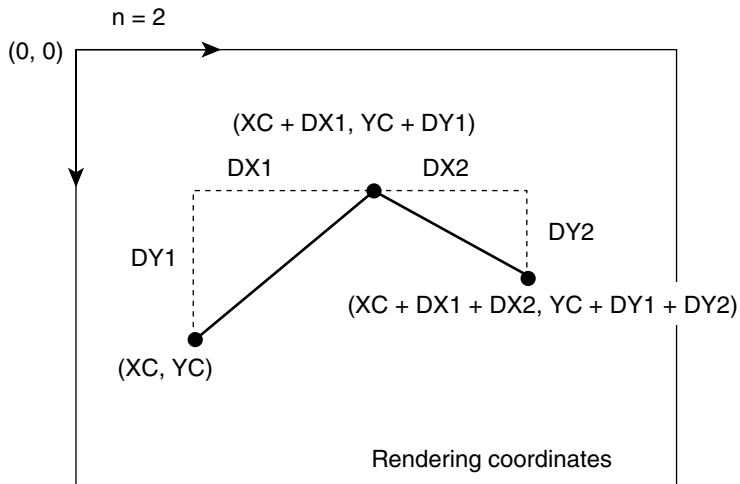 n = 2
(0, 0)
(XC + DX1, YC + DY1)
DX1 DX2
DY1
DY2
(XC + DX1 + DX2, YC + DY1 + DY2)
(XC, YC)
Rendering coordinates